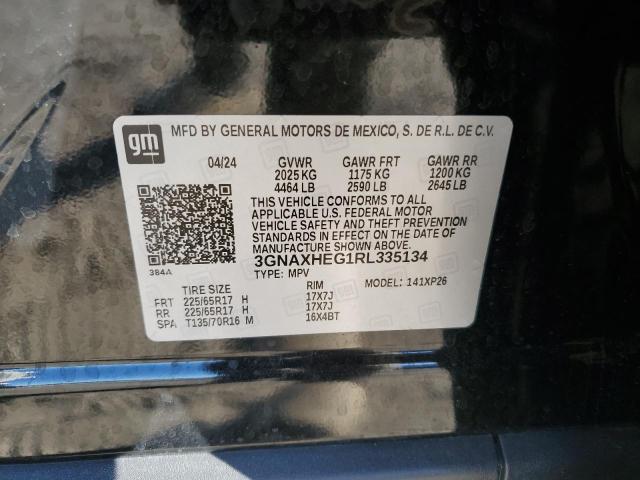 gm MFD BY GENERAL MOTORS DE MEXICO, S. DE R.L. DE C.V.
04/24 GVWR GAWR FRT GAWR RR
2025 KG 1175 KG 1200 KG
4464 LB 2590 LB 2645 LB
THIS VEHICLE CONFORMS TO ALL
APPLICABLE U.S. FEDERAL MOTOR
VEHICLE SAFETY AND THEFT PREVENTION
STANDARDS IN EFFECT ON THE DATE OF
MANUFACTURE SHOWN ABOVE.
384A 3GNAXHEG1RL335134
TYPE: MPV MODEL: 141XP26
TIRE SIZE RIM
FRT 225/65R17 H 17X7J
RR 225/65R17 H 17X7J
SPA T135/70R16 M 16X4BT